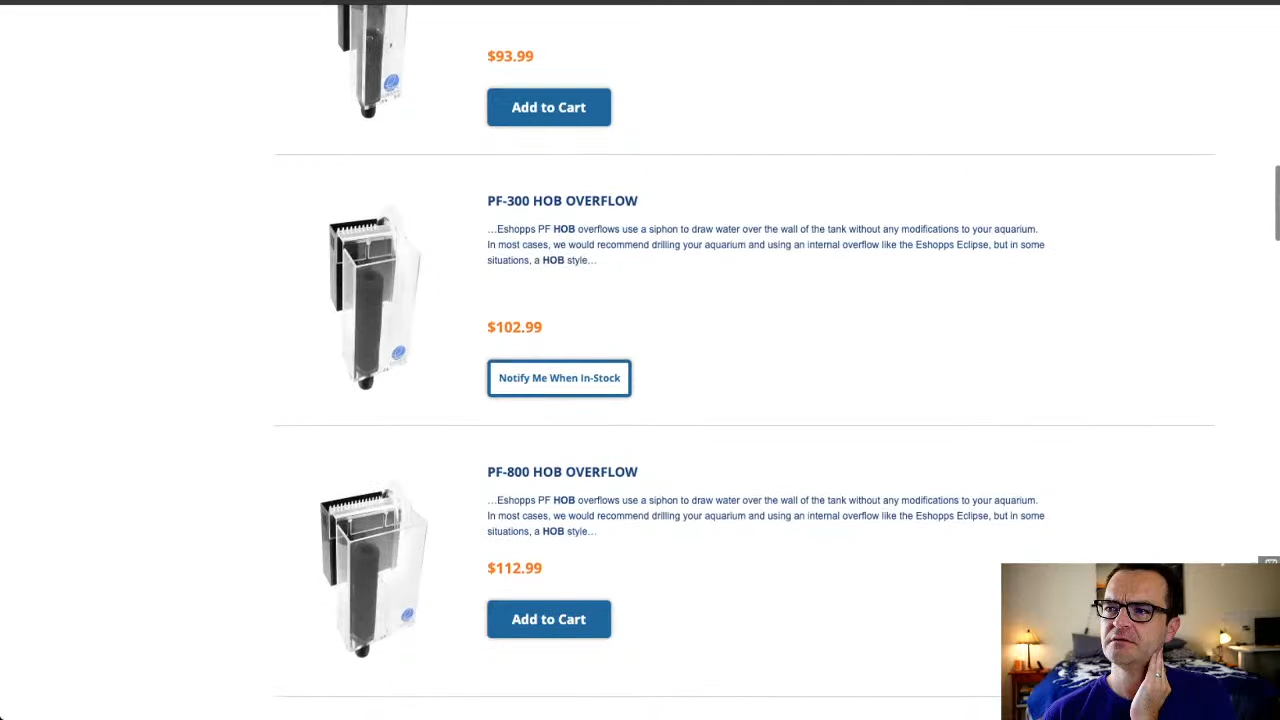 $93.99
Add to Cart
PF-300 HOB OVERFLOW
...Eshopps PF HOB overflows use a siphon to draw water over the wall of the tank without any modifications to your aquarium.
In most cases, we would recommend drilling your aquarium and using an internal overflow like the Eshopps Eclipse, but in some
situations, a HOB style...
$102.99
Notify Me When In-Stock
PF-800 HOB OVERFLOW
...Eshopps PF HOB overflows use a siphon to draw water over the wall of the tank without any modifications to your aquarium.
In most cases, we would recommend drilling your aquarium and using an internal overflow like the Eshopps Eclipse, but in some
situations, a HOB style...
$112.99
Add to Cart